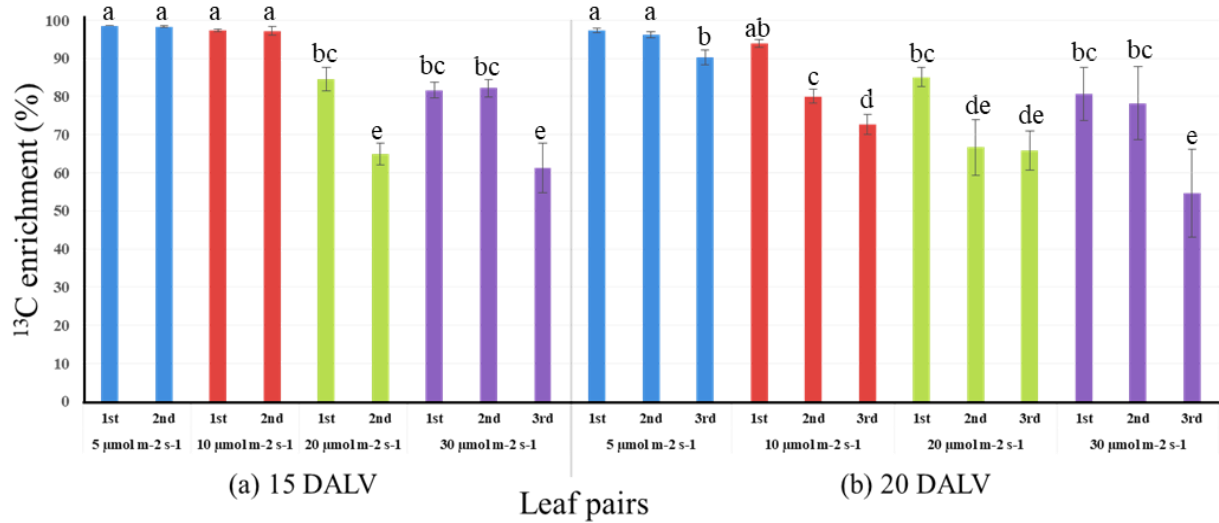 ¹³C enrichment (%)
100
90
80
70
60
50
40
30
20
10
0
a a a a bc e bc bc e a a b ab c d bc de de bc bc e
1st 2nd 1st 2nd 1st 2nd 1st 2nd 3rd 1st 2nd 3rd 1st 2nd 3rd 1st 2nd 3rd 1st 2nd 3rd
5 µmol m-2 s-1 10 µmol m-2 s-1 20 µmol m-2 s-1 30 µmol m-2 s-1 5 µmol m-2 s-1 10 µmol m-2 s-1 20 µmol m-2 s-1 30 µmol m-2 s-1
(a) 15 DALV (b) 20 DALV
Leaf pairs